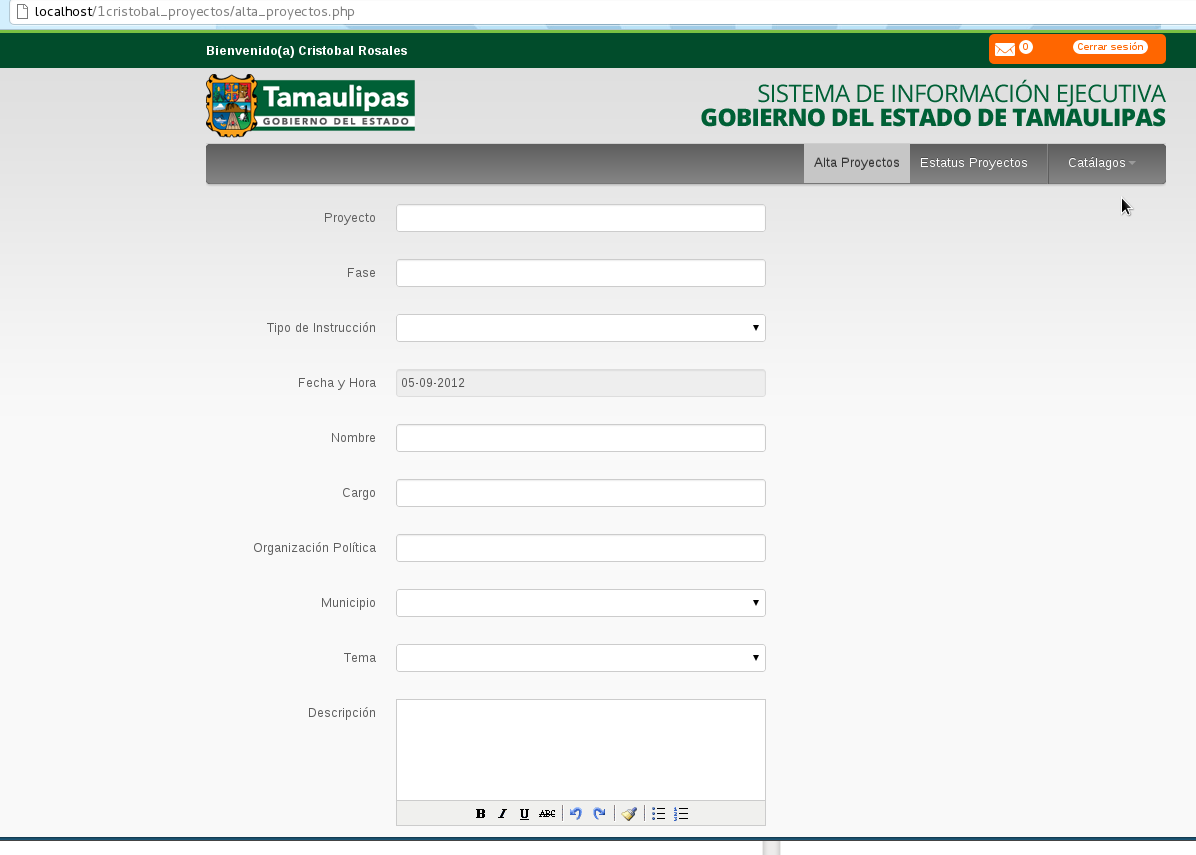 localhost/1cristobal_proyectos/alta_proyectos.php
Bienvenido(a) Cristobal Rosales
0
Cerrar sesión
Tamaulipas
GOBIERNO DEL ESTADO
SISTEMA DE INFORMACIÓN EJECUTIVA
GOBIERNO DEL ESTADO DE TAMAULIPAS
Alta Proyectos Estatus Proyectos Catálagos
Proyecto
Fase
Tipo de Instrucción
Fecha y Hora 05-09-2012
Nombre
Cargo
Organización Política
Municipio
Tema
Descripción
B I U ABC